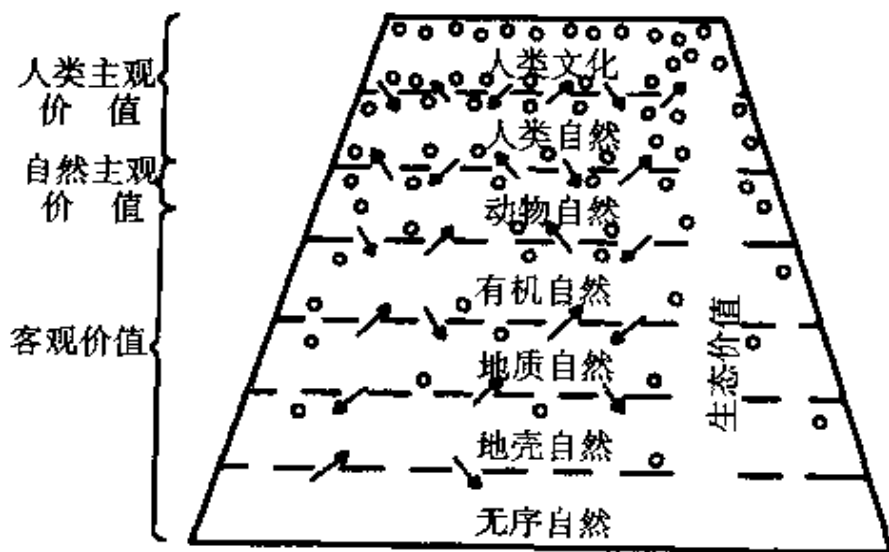 人类文化
人类主观
价 值
人类自然
自然主观
价 值
动物自然
有机自然
客观价值
地质自然
生态价值
地壳自然
无序自然